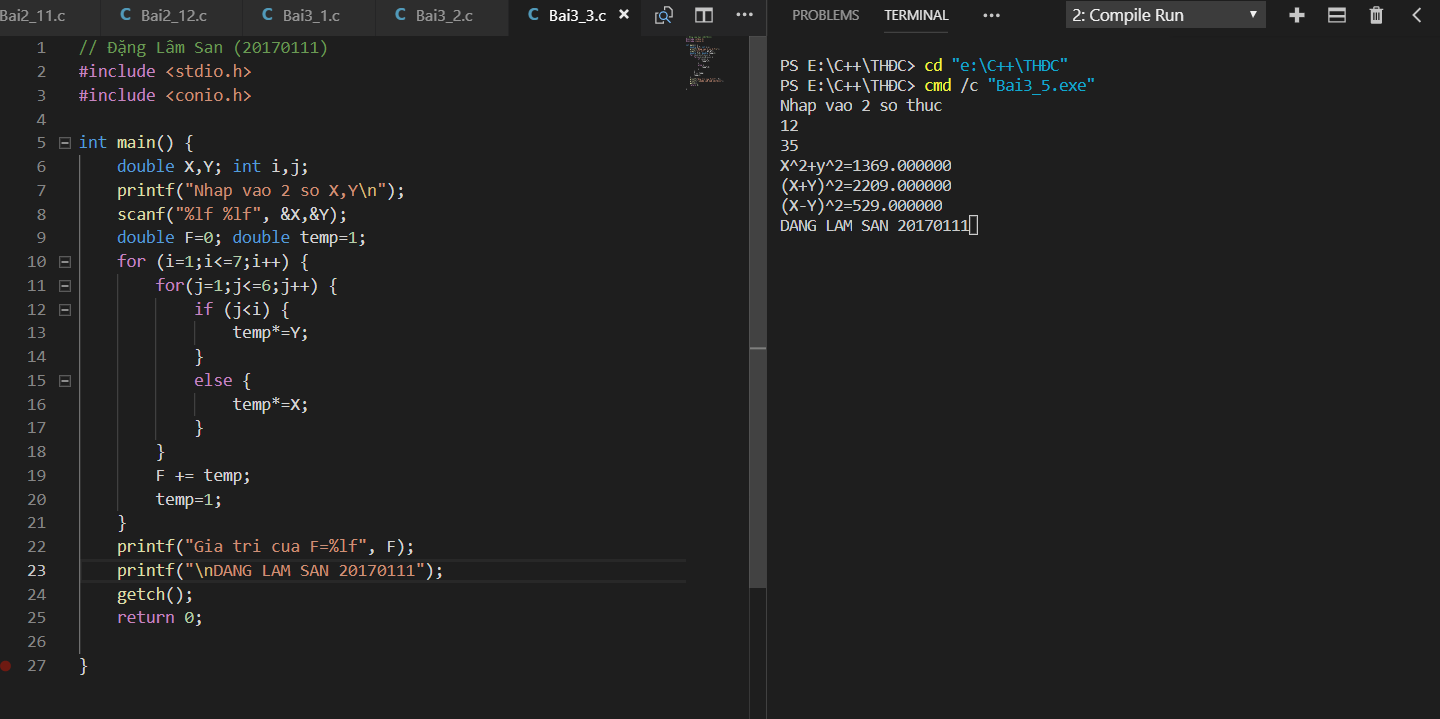 Bai2_11.c C Bai2_12.c C Bai3_1.c C Bai3_2.c C Bai3_3.c ×
1 // Đặng Lâm San (20170111)
2 #include <stdio.h>
3 #include <conio.h>
4
5 int main() {
6 double X,Y; int i,j;
7 printf("Nhap vao 2 so X,Y\n");
8 scanf("%lf %lf", &X,&Y);
9 double F=0; double temp=1;
10 for (i=1;i<=7;i++) {
11 for(j=1;j<=6;j++) {
12 if (j<i) {
13 temp*=Y;
14 }
15 else {
16 temp*=X;
17 }
18 }
19 F += temp;
20 temp=1;
21 }
22 printf("Gia tri cua F=%lf", F);
23 printf("\nDANG LAM SAN 20170111");
24 getch();
25 return 0;
26
27 }
PROBLEMS TERMINAL ••• 2: Compile Run
PS E:\C++\THĐC> cd "e:\C++\THĐC"
PS E:\C++\THĐC> cmd /c "Bai3_5.exe"
Nhap vao 2 so thuc
12
35
X^2+y^2=1369.000000
(X+Y)^2=2209.000000
(X-Y)^2=529.000000
DANG LAM SAN 20170111